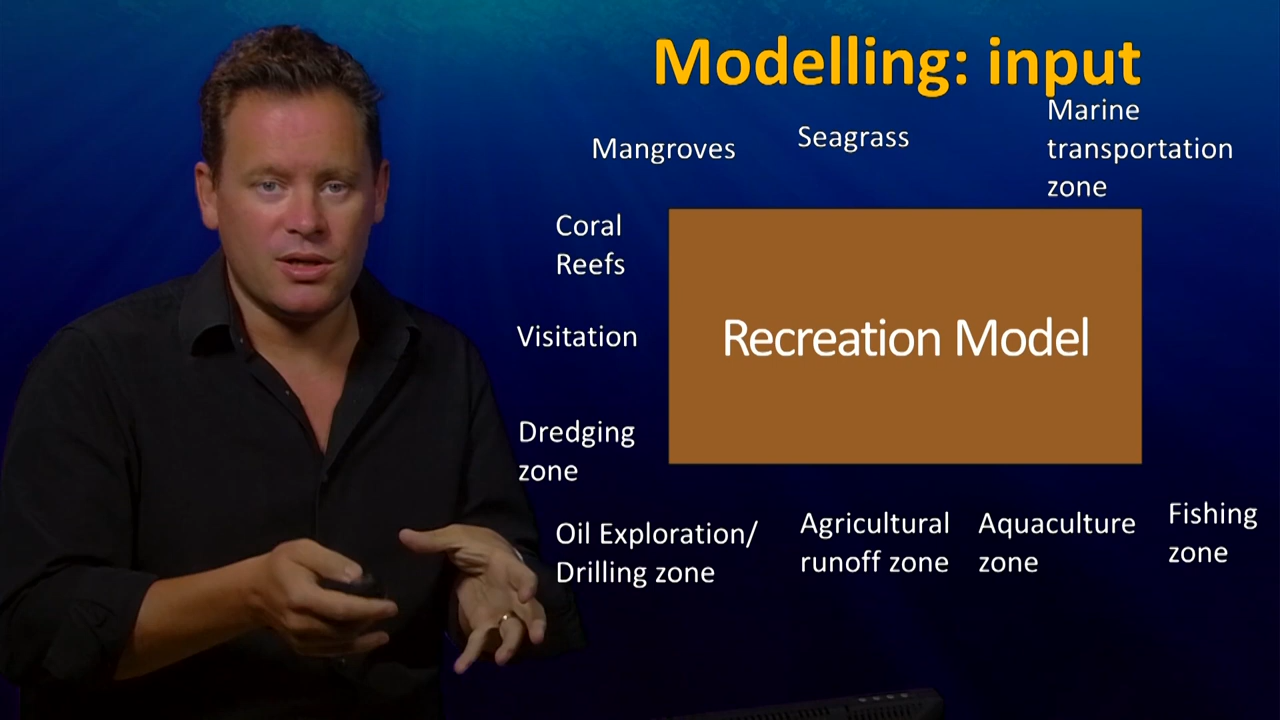 Modelling: input
Marine
transportation
zone
Seagrass
Mangroves
Coral
Reefs
Visitation
Recreation Model
Dredging
zone
Oil Exploration/
Drilling zone
Agricultural
runoff zone
Aquaculture
zone
Fishing
zone